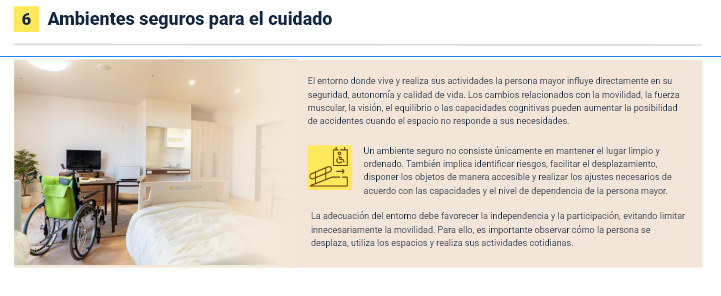 6 Ambientes seguros para el cuidado
El entorno donde vive y realiza sus actividades la persona mayor influye directamente en su
seguridad, autonomía y calidad de vida. Los cambios relacionados con la movilidad, la fuerza
muscular, la visión, el equilibrio o las capacidades cognitivas pueden aumentar la posibilidad
de accidentes cuando el espacio no responde a sus necesidades.
Un ambiente seguro no consiste únicamente en mantener el lugar limpio y
ordenado. También implica identificar riesgos, facilitar el desplazamiento,
disponer los objetos de manera accesible y realizar los ajustes necesarios de
acuerdo con las capacidades y el nivel de dependencia de la persona mayor.
La adecuación del entorno debe favorecer la independencia y la participación, evitando limitar
innecesariamente la movilidad. Para ello, es importante observar cómo la persona se
desplaza, utiliza los espacios y realiza sus actividades cotidianas.